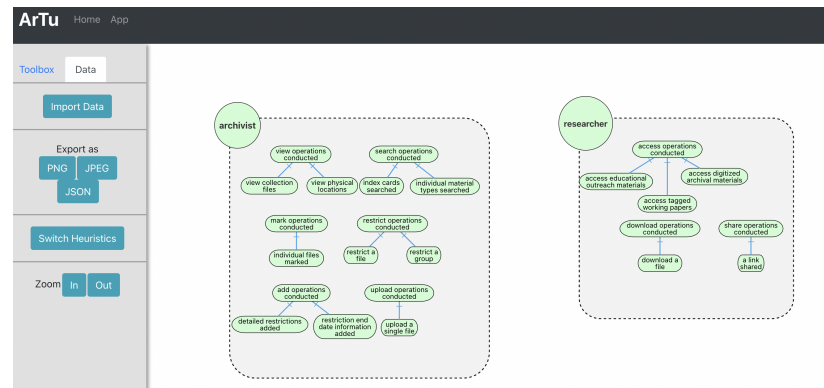 ArTu Home App
Toolbox Data
Import Data
Export as
PNG JPEG
JSON
Switch Heuristics
Zoom In Out
archivist
view operations
conducted
view collection
files
view physical
locations
search operations
conducted
index cards
searched
individual material
types searched
mark operations
conducted
individual files
marked
restrict operations
conducted
restrict a
file
restrict a
group
add operations
conducted
detailed restrictions
added
restriction end
date information
added
upload operations
conducted
upload a
single file
researcher
access operations
conducted
access educational
outreach materials
access tagged
working papers
access digitized
archival materials
download operations
conducted
download a
file
share operations
conducted
a link
shared